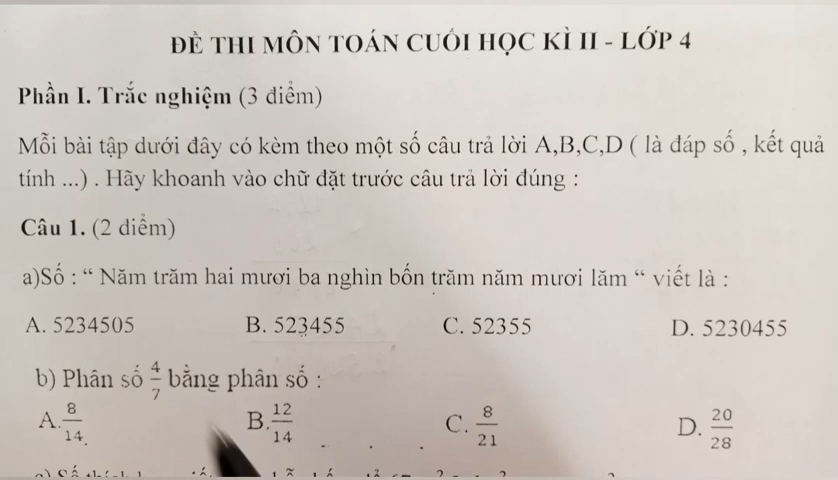 ĐỀ THI MÔN TOÁN CUỐI HỌC KÌ II - LỚP 4
Phần I. Trắc nghiệm (3 điểm)
Mỗi bài tập dưới đây có kèm theo một số câu trả lời A,B,C,D ( là đáp số , kết quả
tính ...) . Hãy khoanh vào chữ đặt trước câu trả lời đúng :
Câu 1. (2 điểm)
a)Số : “ Năm trăm hai mươi ba nghìn bốn trăm năm mươi lăm “ viết là :
A. 5234505 B. 523455 C. 52355 D. 5230455
b) Phân số 4/7 bằng phân số :
A. 8/14 B. 12/14 C. 8/21 D. 20/28